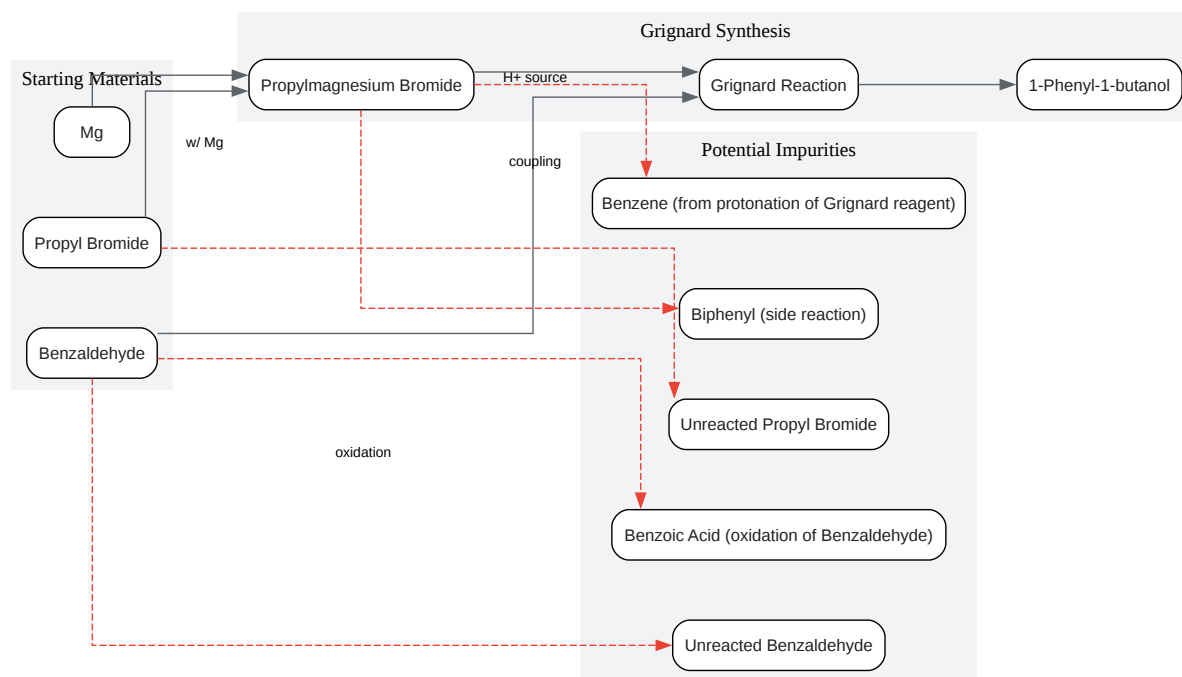 Grignard Synthesis
Starting Materials
Propylmagnesium Bromide
H+ source
Grignard Reaction
1-Phenyl-1-butanol
Mg
w/ Mg
coupling
Potential Impurities
Benzene (from protonation of Grignard reagent)
Propyl Bromide
Biphenyl (side reaction)
Benzaldehyde
Unreacted Propyl Bromide
oxidation
Benzoic Acid (oxidation of Benzaldehyde)
Unreacted Benzaldehyde